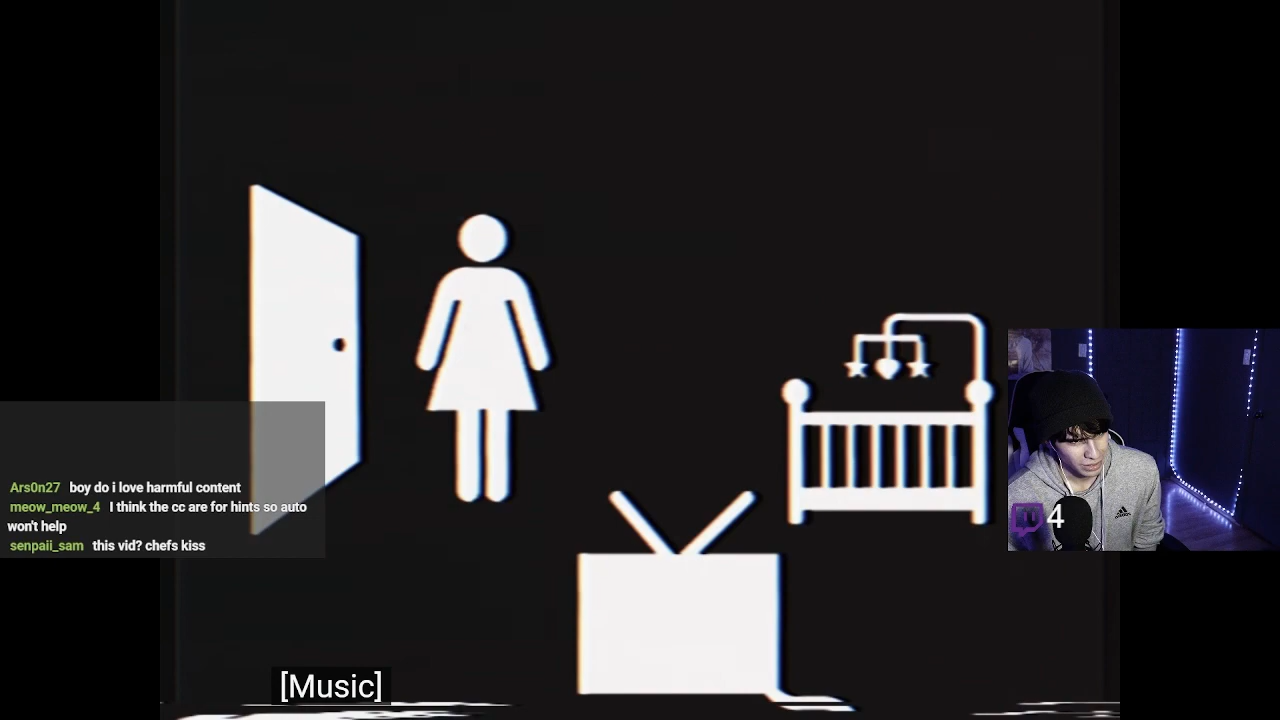 Ars0n27 boy do i love harmful content
meow_meow_4 I think the cc are for hints so auto
won't help
senpaii_sam this vid? chefs kiss
4
adidas
[Music]